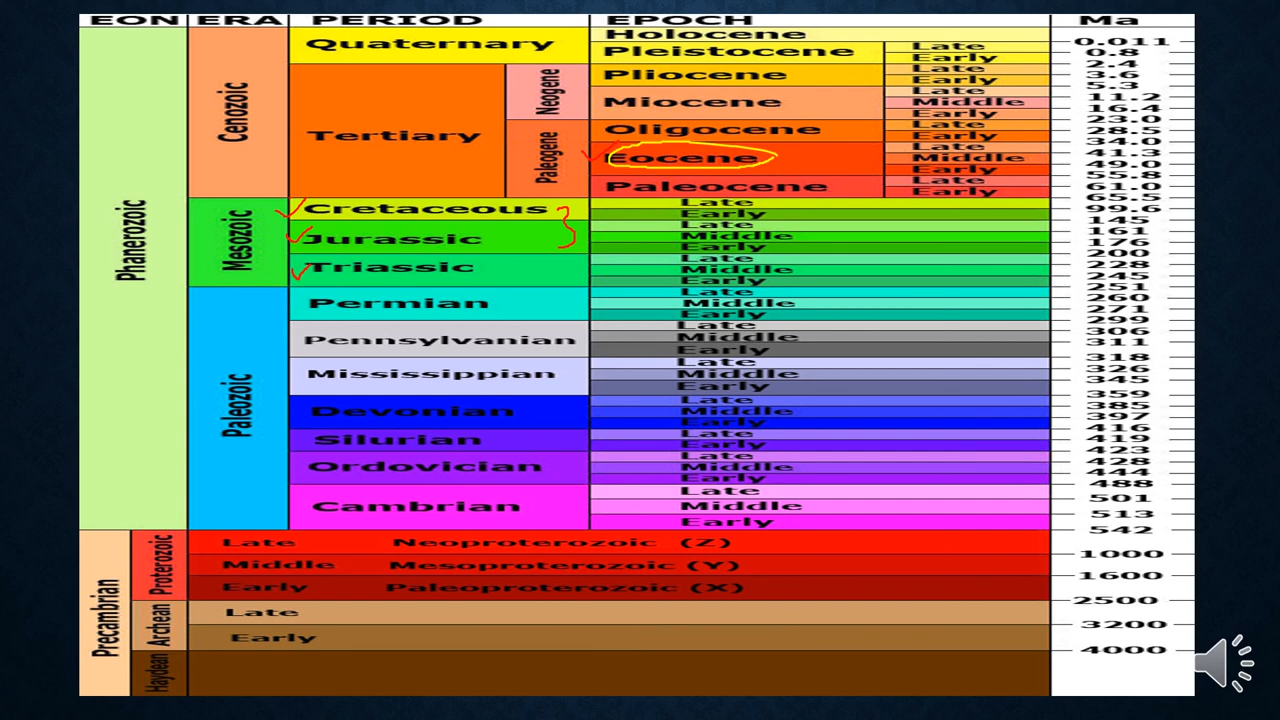 EON ERA PERIOD EPOCH Ma
Phanerozoic
Cenozoic
Quaternary
Holocene
0.011
Pleistocene
Late
0.8
Early
2.4
Tertiary
Neogene
Pliocene
Late
3.6
Early
5.3
Miocene
Late
11.2
Middle
16.4
Early
23.0
Paleogene
Oligocene
Late
28.5
Early
34.0
Eocene
Late
41.3
Middle
49.0
Early
55.8
Paleocene
Late
61.0
Early
65.5
Mesozoic
Cretaceous
Late
99.6
Early
145
Jurassic
Late
161
Middle
176
Early
200
Triassic
Late
228
Middle
245
Early
251
Paleozoic
Permian
Late
260
Middle
271
Early
299
Pennsylvanian
Late
306
Middle
311
Early
318
Mississippian
Late
326
Middle
345
Early
359
Devonian
Late
385
Middle
397
Early
416
Silurian
Late
419
Early
423
Ordovician
Late
428
Middle
444
Early
488
Cambrian
Late
501
Middle
513
Early
542
Precambrian
Proterozoic
Late Neoproterozoic (Z)
1000
Middle Mesoproterozoic (Y)
1600
Early Paleoproterozoic (X)
2500
Archean
Late
3200
Early
4000
Haydean